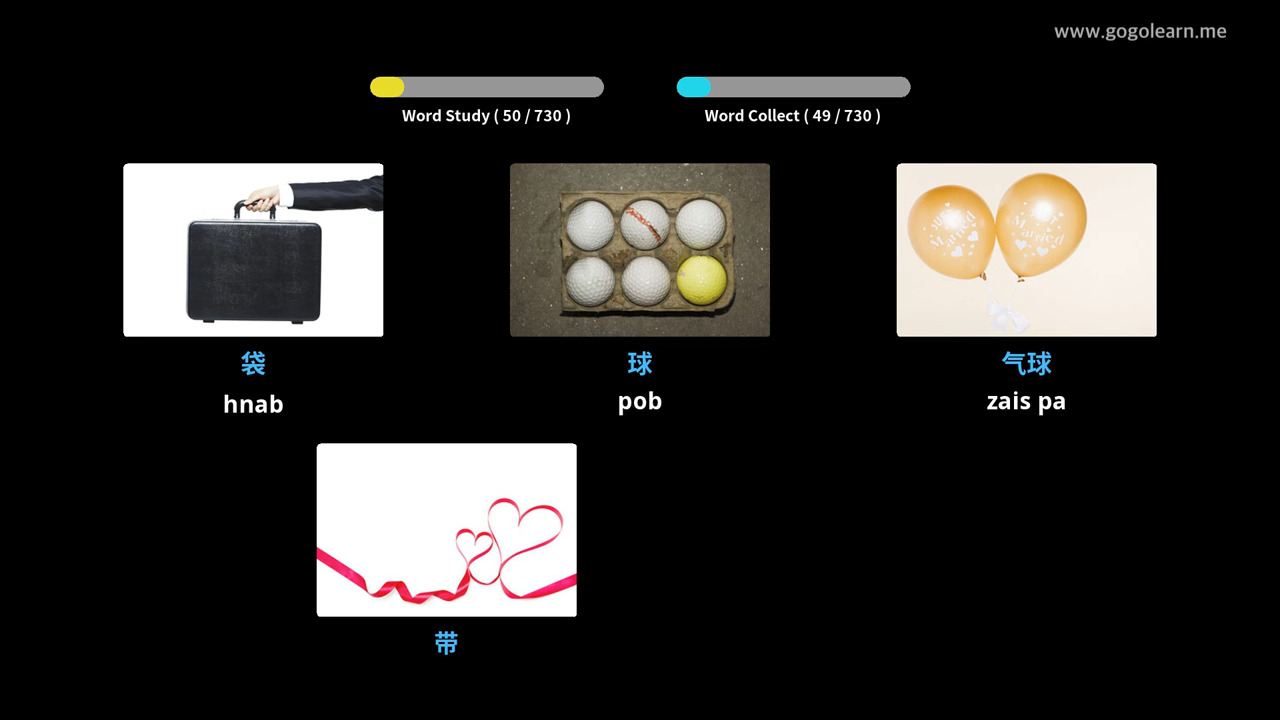 www.gogolearn.me
Word Study ( 50 / 730 )
Word Collect ( 49 / 730 )
袋
hnab
球
pob
气球
zais pa
带